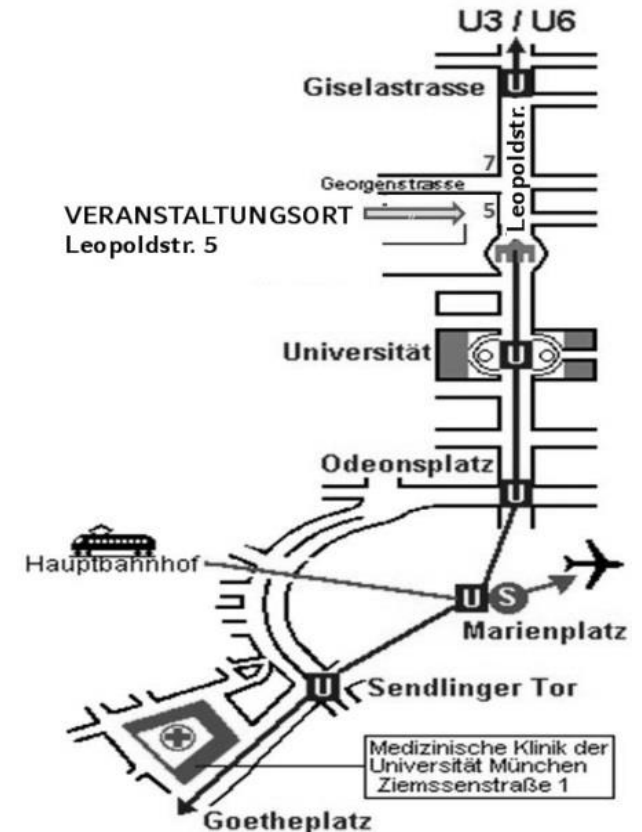 U3 / U6
Giselastrasse
U
Leopoldstr.
7
Georgenstrasse
VERANSTALTUNGSORT
5
Leopoldstr. 5
Universität
U
Odeonsplatz
U
Hauptbahnhof
U S
Marienplatz
U
Sendlinger Tor
Medizinische Klinik der
Universität München
Ziemssenstraße 1
Goetheplatz